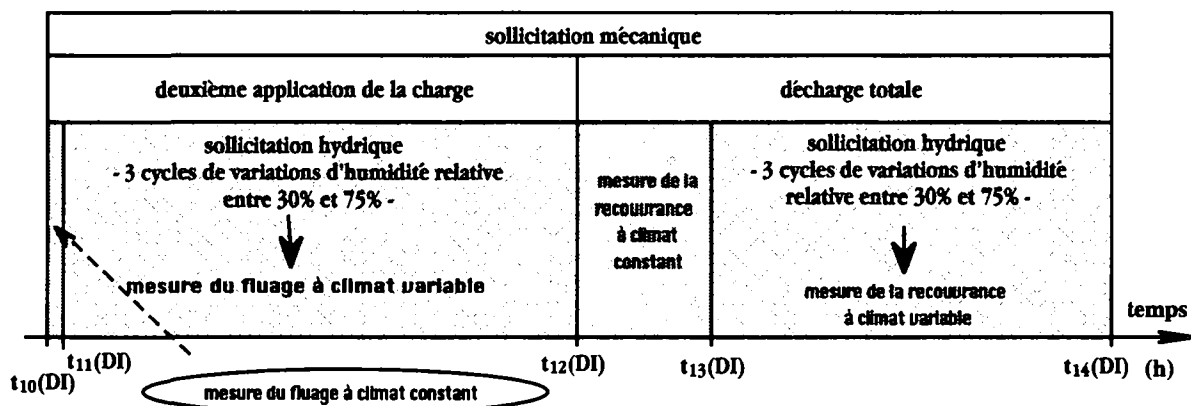 sollicitation mécanique
deuxième application de la charge
décharge totale
sollicitation hydrique
- 3 cycles de variations d'humidité relative
entre 30% et 75% -
mesure du fluage à climat variable
mesure de la
recouvrance
à climat
constant
sollicitation hydrique
- 3 cycles de variations d'humidité
relative entre 30% et 75% -
mesure de la recouvrance
à climat variable
temps
t10(DI)
t11(DI)
t12(DI)
t13(DI)
t14(DI)
(h)
mesure du fluage à climat constant